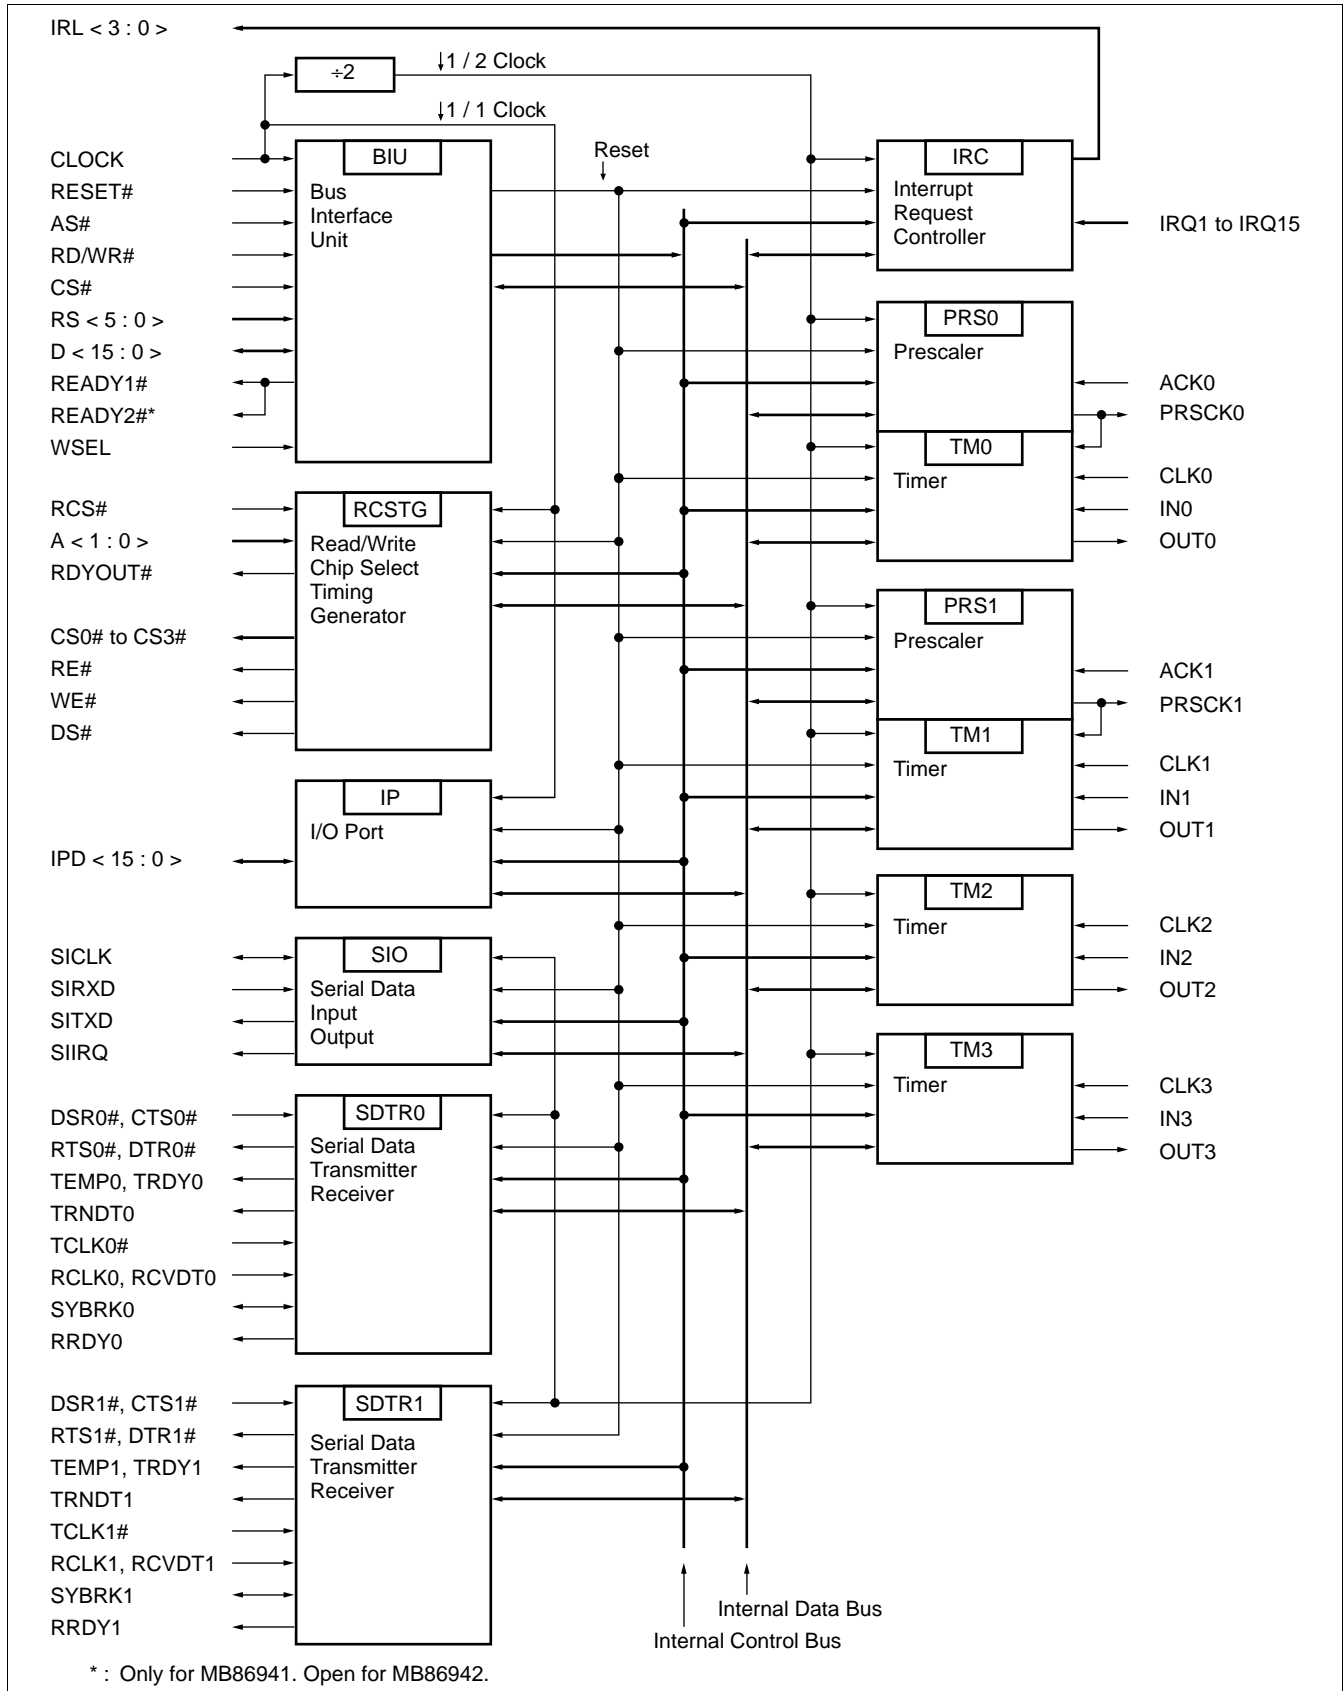 IRL < 3 : 0 >
÷2
1 / 2 Clock
1 / 1 Clock
CLOCK
RESET#
AS#
RD/WR#
CS#
RS < 5 : 0 >
D < 15 : 0 >
READY1#
READY2#*
WSEL
BIU
Bus
Interface
Unit
Reset
IRC
Interrupt
Request
Controller
IRQ1 to IRQ15
PRS0
Prescaler
ACK0
PRSCK0
TM0
Timer
CLK0
IN0
OUT0
RCS#
A < 1 : 0 >
RDYOUT#
CS0# to CS3#
RE#
WE#
DS#
RCSTG
Read/Write
Chip Select
Timing
Generator
PRS1
Prescaler
ACK1
PRSCK1
TM1
Timer
CLK1
IN1
OUT1
IP
I/O Port
IPD < 15 : 0 >
TM2
Timer
CLK2
IN2
OUT2
SICLK
SIRXD
SITXD
SIIRQ
SIO
Serial Data
Input
Output
TM3
Timer
CLK3
IN3
OUT3
DSR0#, CTS0#
RTS0#, DTR0#
TEMP0, TRDY0
TRNDT0
TCLK0#
RCLK0, RCVDT0
SYBRK0
RRDY0
SDTR0
Serial Data
Transmitter
Receiver
DSR1#, CTS1#
RTS1#, DTR1#
TEMP1, TRDY1
TRNDT1
TCLK1#
RCLK1, RCVDT1
SYBRK1
RRDY1
SDTR1
Serial Data
Transmitter
Receiver
Internal Data Bus
Internal Control Bus
* : Only for MB86941. Open for MB86942.